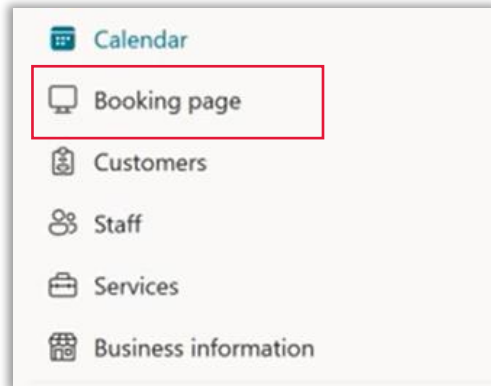 Calendar
Booking page
Customers
Staff
Services
Business information